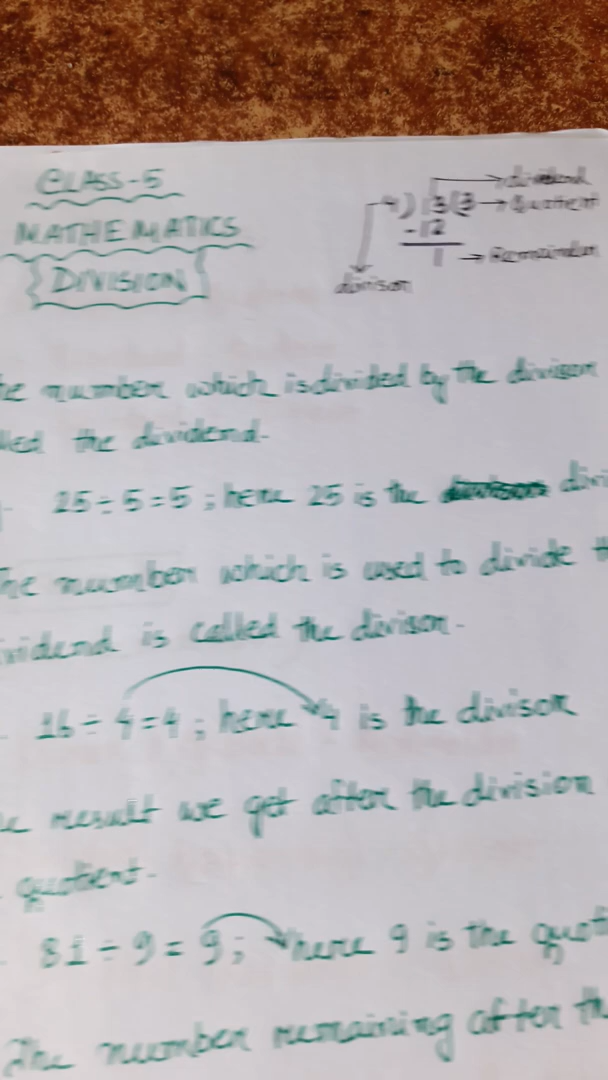 CLASS-5
MATHEMATICS
DIVISION
dividend
4) 13 (3 → Quotient
-12
1 → Remainder
divisor
he number which is divided by the divisor
lled the dividend.
25 ÷ 5 = 5 ; here 25 is the divi
The number which is used to divide th
ividend is called the divisor.
16 ÷ 4 = 4 ; here 4 is the divisor
e result we get after the division
quotient.
81 ÷ 9 = 9 ; here 9 is the quoti
The number remaining after the